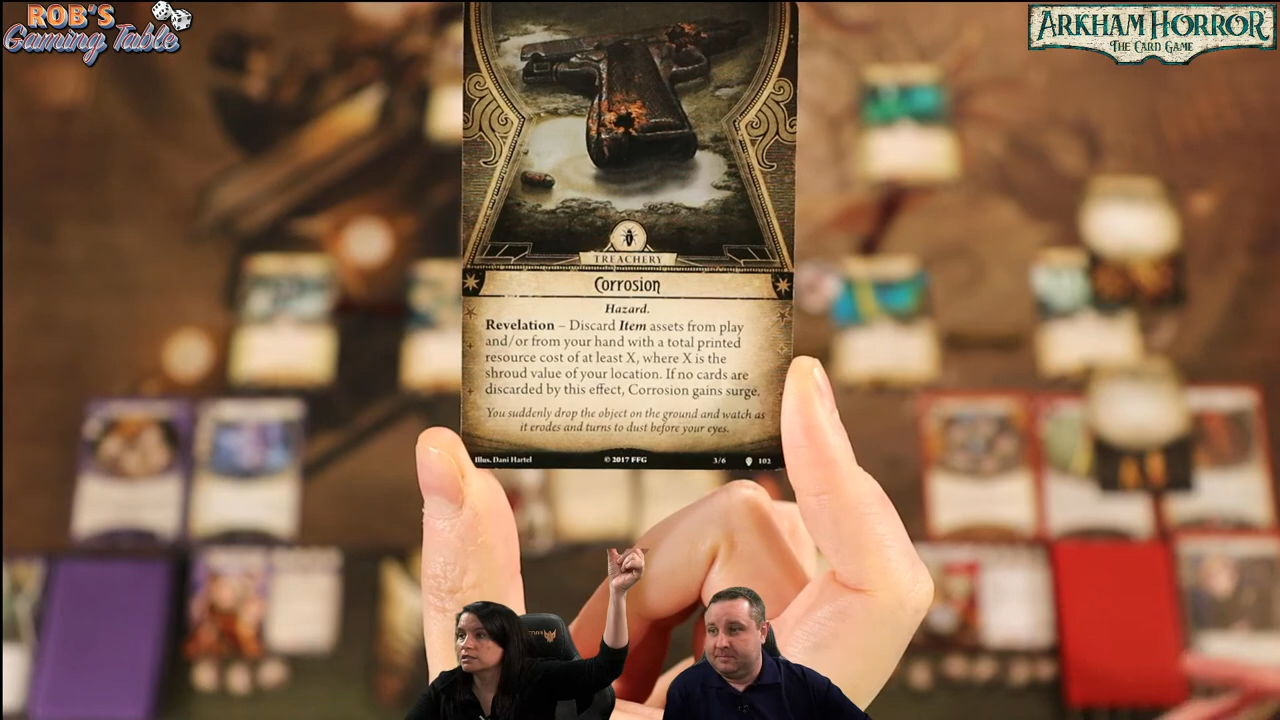 ROB'S
Gaming Table
ARKHAM HORROR
THE CARD GAME
TREACHERY
Corrosion
Hazard.
Revelation – Discard Item assets from play
and/or from your hand with a total printed
resource cost of at least X, where X is the
shroud value of your location. If no cards are
discarded by this effect, Corrosion gains surge.
You suddenly drop the object on the ground and watch as
it erodes and turns to dust before your eyes.
Illus. Dani Hartel © 2017 FFG 3/6 102